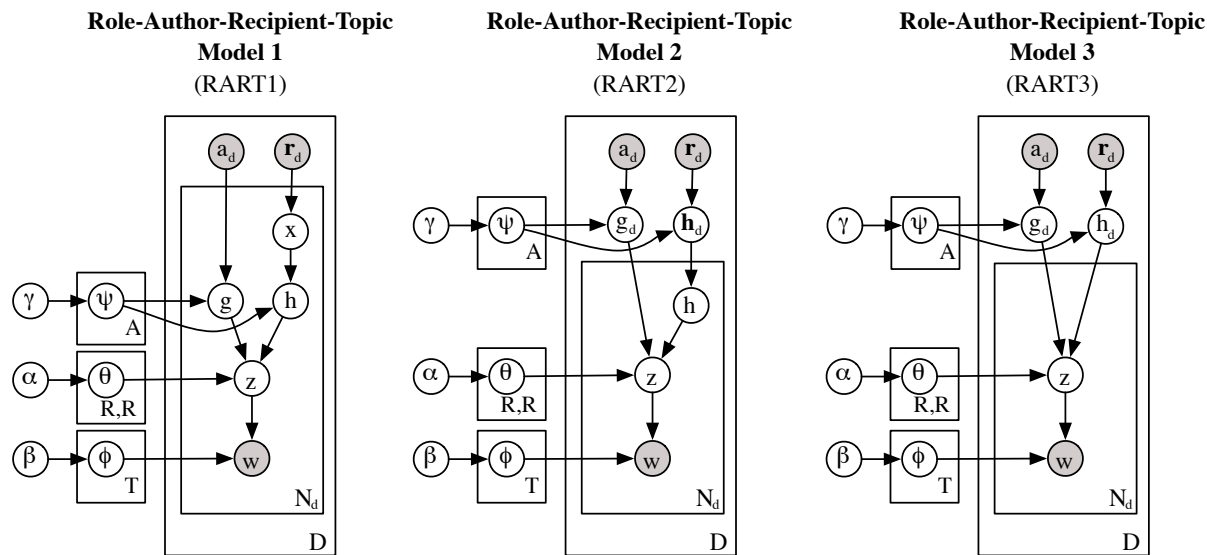 Role-Author-Recipient-Topic
Model 1
(RART1)
a_d
r_d
x
γ
ψ
A
g
h
α
θ
R,R
z
β
ϕ
T
w
N_d
D
Role-Author-Recipient-Topic
Model 2
(RART2)
a_d
r_d
γ
ψ
A
g_d
h_d
h
α
θ
R,R
z
β
ϕ
T
w
N_d
D
Role-Author-Recipient-Topic
Model 3
(RART3)
a_d
r_d
γ
ψ
A
g_d
h_d
α
θ
R,R
z
β
ϕ
T
w
N_d
D